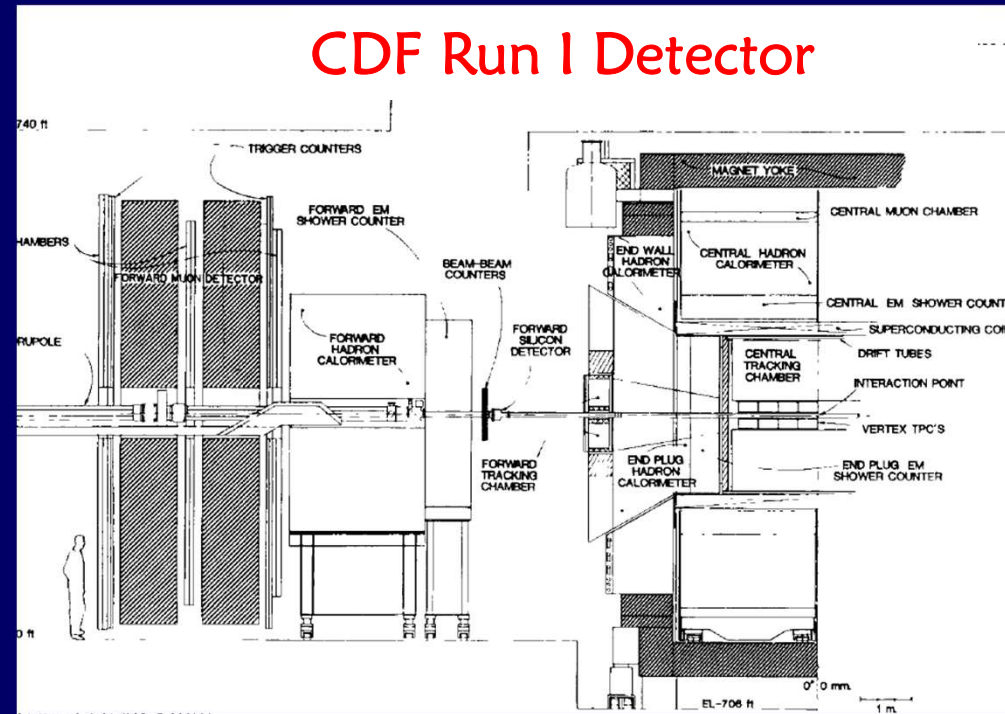 CDF Run I Detector
740 ft
TRIGGER COUNTERS
MAGNET YOKE
FORWARD EM
SHOWER COUNTER
CENTRAL MUON CHAMBER
HAMBERS
FORWARD MUON DETECTOR
BEAM-BEAM
COUNTERS
END WALL
HADRON
CALORIMETER
CENTRAL HADRON
CALORIMETER
CENTRAL EM SHOWER COUNT
SUPERCONDUCTING COI
RUPOLE
FORWARD
HADRON
CALORIMETER
FORWARD
SILICON
DETECTOR
CENTRAL
TRACKING
CHAMBER
DRIFT TUBES
INTERACTION POINT
VERTEX TPC'S
FORWARD
TRACKING
CHAMBER
END PLUG
HADRON
CALORIMETER
END PLUG EM
SHOWER COUNTER
0 ft
0° 0 mm.
EL-706 ft
1 m.